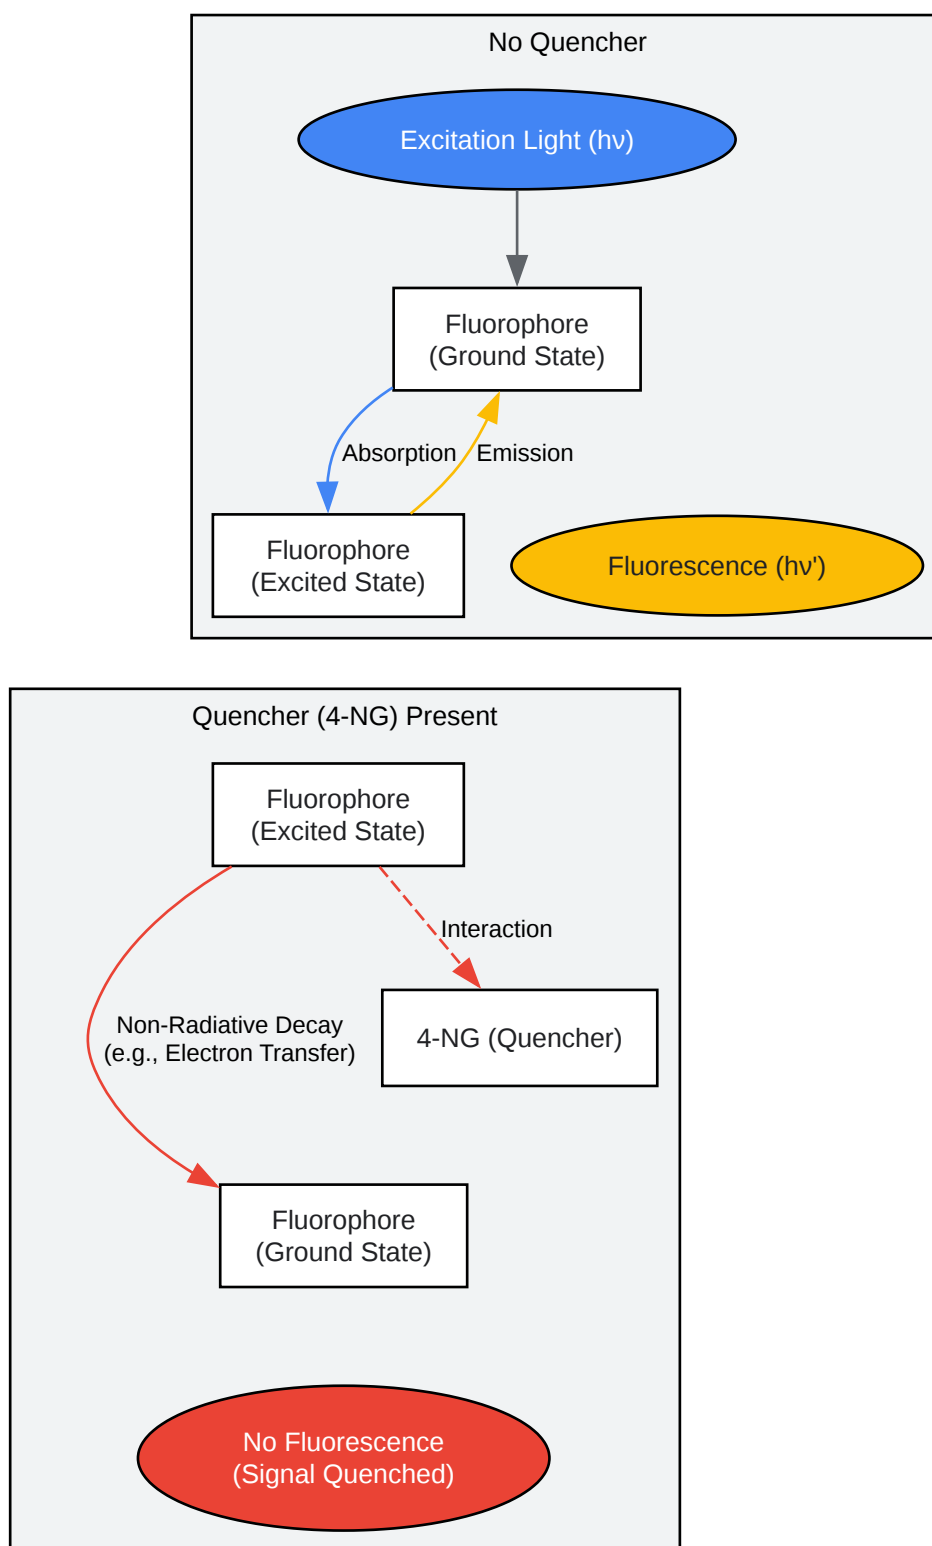 No Quencher
Excitation Light (hν)
Fluorophore
(Ground State)
Absorption
Emission
Fluorophore
(Excited State)
Fluorescence (hν')
Quencher (4-NG) Present
Fluorophore
(Excited State)
Interaction
Non-Radiative Decay
(e.g., Electron Transfer)
4-NG (Quencher)
Fluorophore
(Ground State)
No Fluorescence
(Signal Quenched)